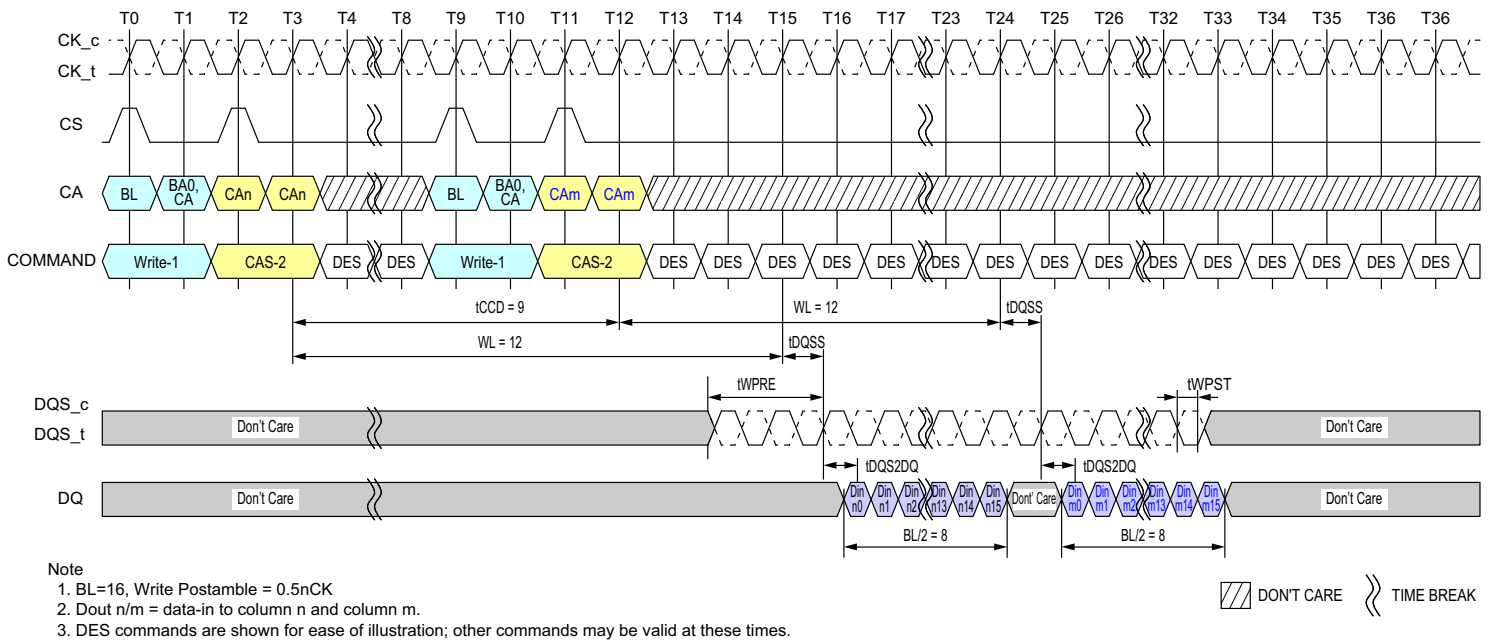 T0 T1 T2 T3 T4 T8 T9 T10 T11 T12 T13 T14 T15 T16 T17 T23 T24 T25 T26 T32 T33 T34 T35 T36 T36
CK_c
CK_t
CS
CA BL BA0, CA CAn CAn BL BA0, CA CAm CAm
COMMAND Write-1 CAS-2 DES DES Write-1 CAS-2 DES DES DES DES DES DES DES DES DES DES DES DES DES DES DES
tCCD = 9 WL = 12 tDQSS
WL = 12 tDQSS
tWPRE tWPST
DQS_c
DQS_t Don't Care Don't Care
tDQS2DQ tDQS2DQ
DQ Don't Care Din n0 Din n1 Din n2 Din n13 Din n14 Din n15 Dont' Care Din m0 Din m1 Din m2 Din m13 Din m14 Din m15 Don't Care
BL/2 = 8 BL/2 = 8
Note
1. BL=16, Write Postamble = 0.5nCK
2. Dout n/m = data-in to column n and column m.
3. DES commands are shown for ease of illustration; other commands may be valid at these times.
DON'T CARE TIME BREAK